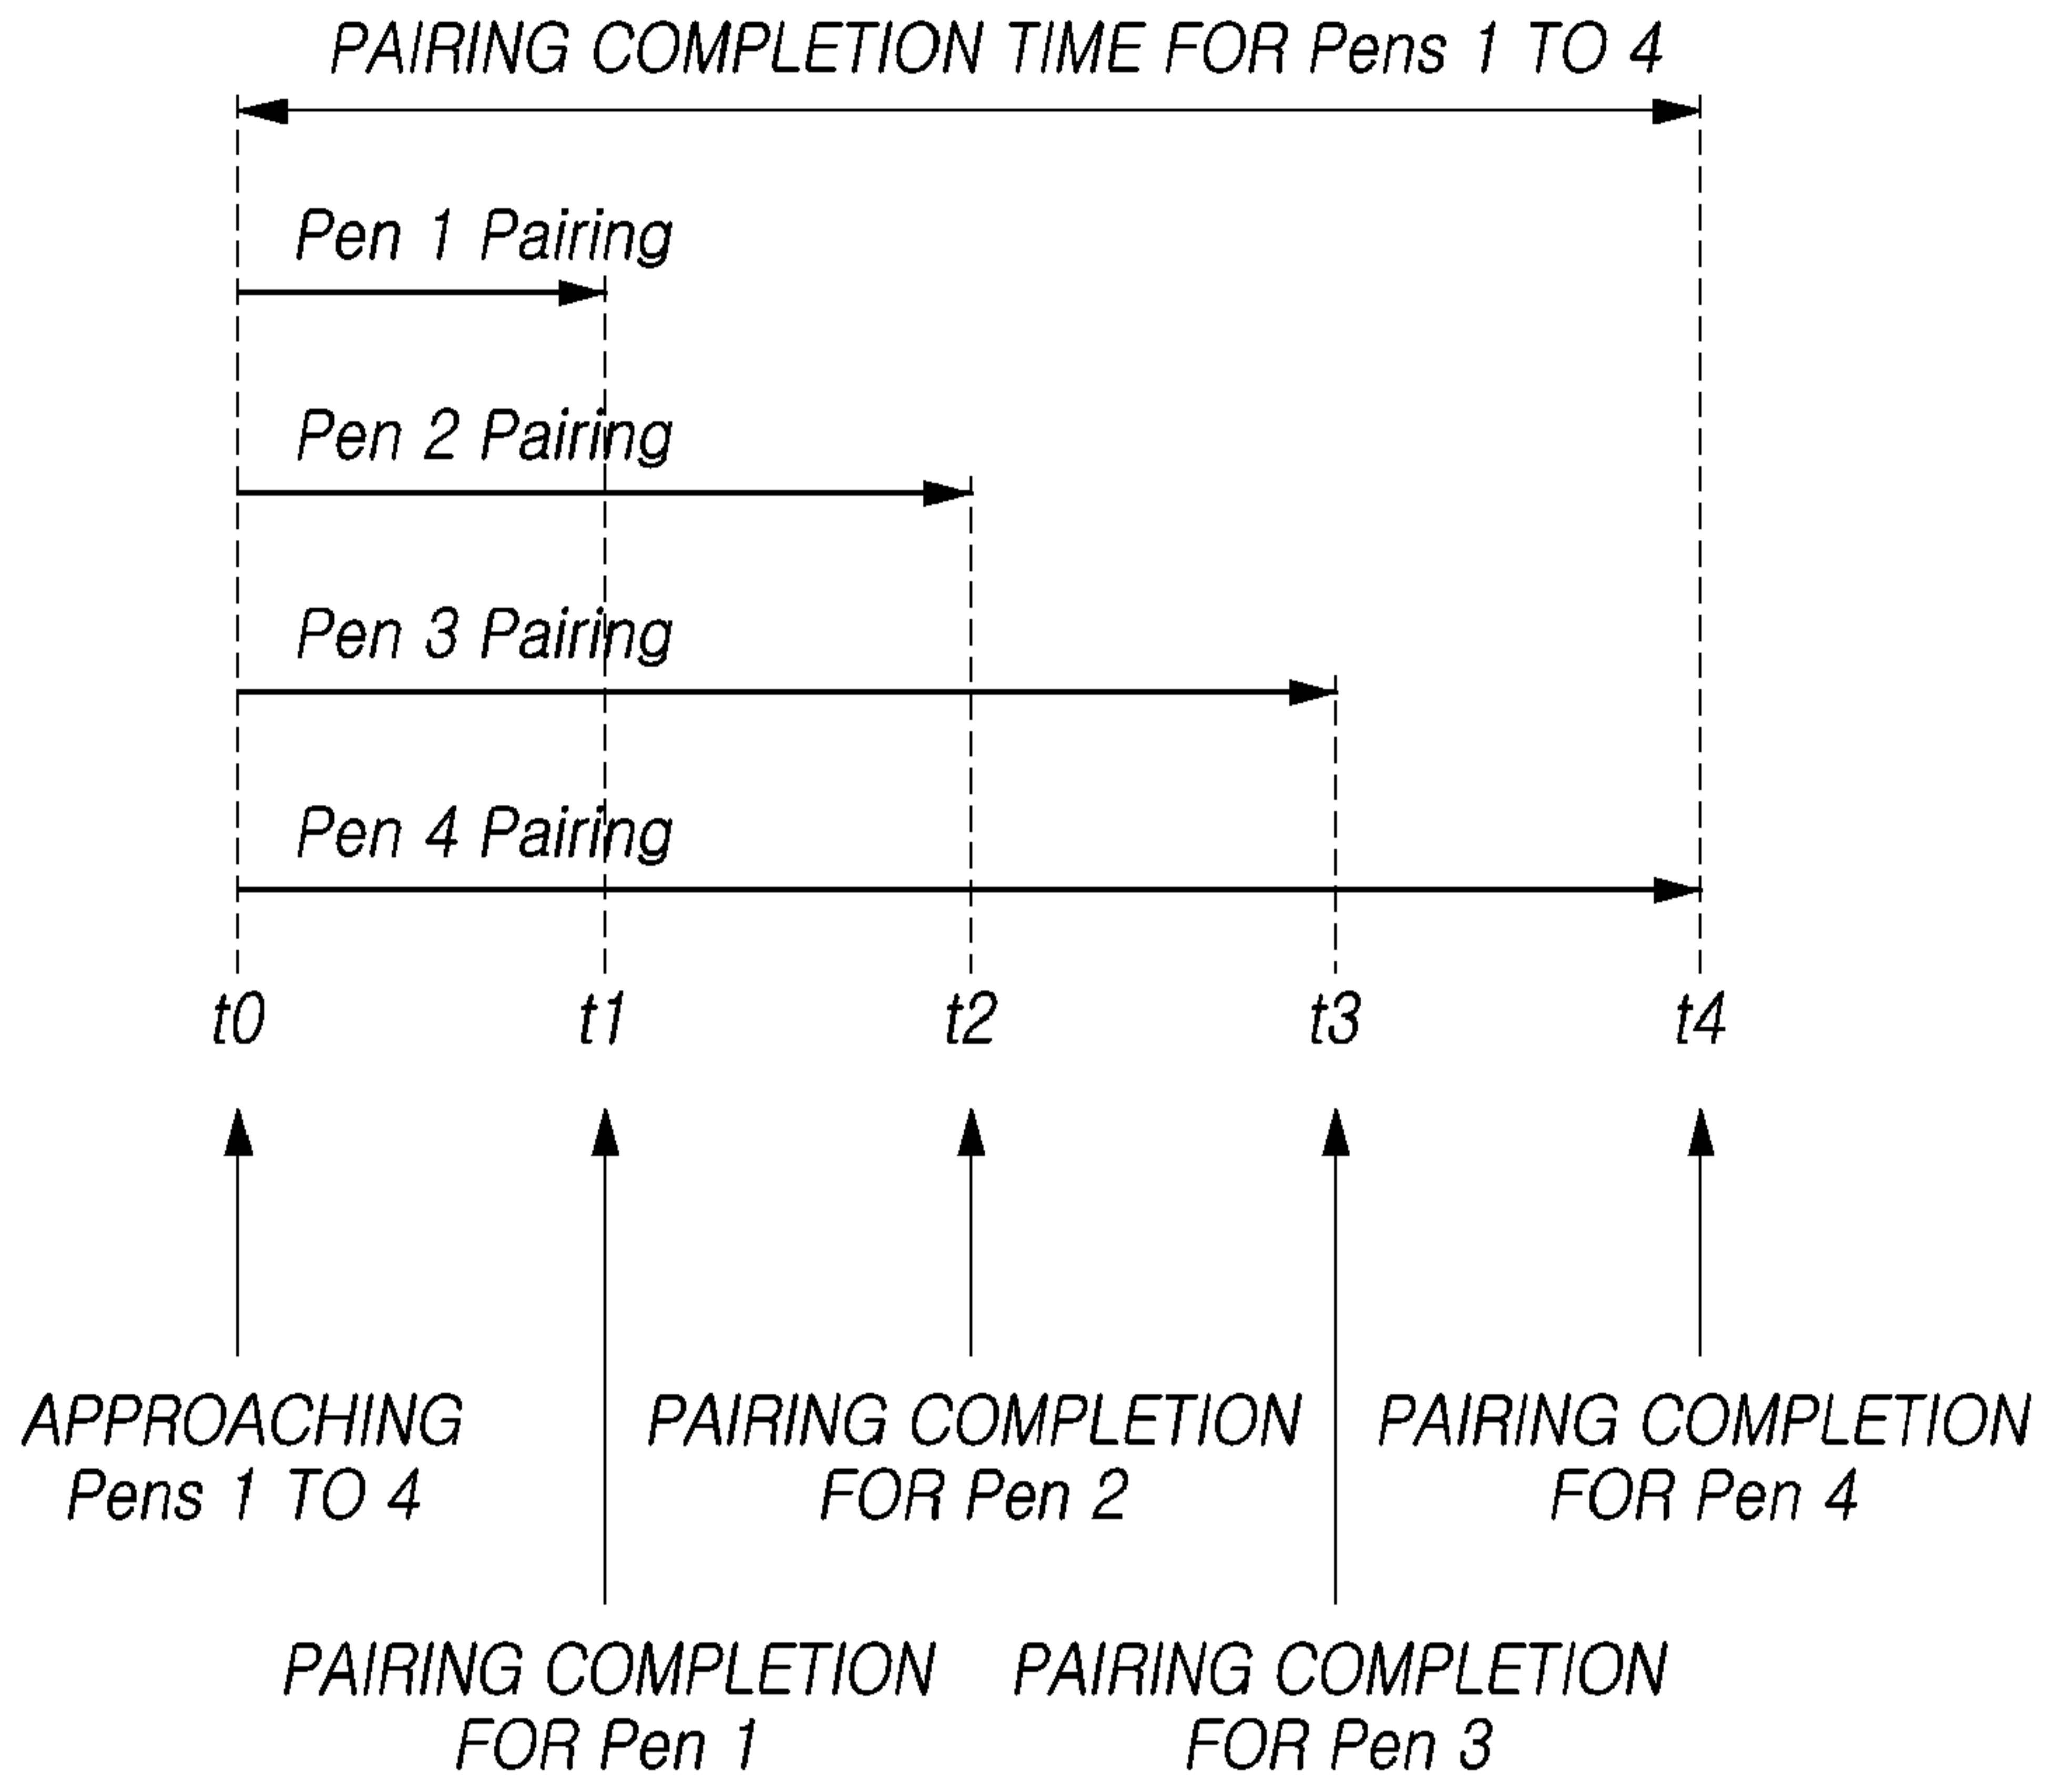 PAIRING COMPLETION TIME FOR Pens 1 TO 4
Pen 1 Pairing
Pen 2 Pairing
Pen 3 Pairing
Pen 4 Pairing
t0 t1 t2 t3 t4
APPROACHING
Pens 1 TO 4
PAIRING COMPLETION
FOR Pen 2
PAIRING COMPLETION
FOR Pen 4
PAIRING COMPLETION
FOR Pen 1
PAIRING COMPLETION
FOR Pen 3